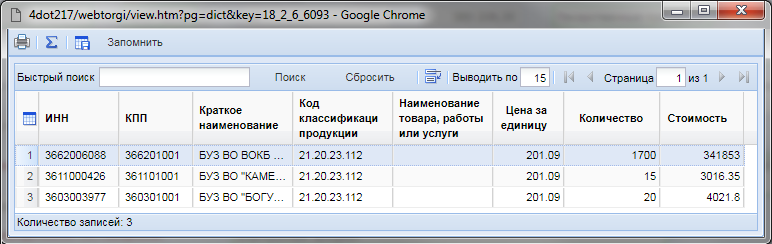 4dot217/webtorgi/view.htm?pg=dict&key=18_2_6_6093 - Google Chrome
Запомнить
Быстрый поиск Поиск Сбросить Выводить по 15 Страница 1 из 1
ИНН КПП Краткое наименование Код классификаци продукции Наименование товара, работы или услуги Цена за единицу Количество Стоимость
1 3662006088 366201001 БУЗ ВО ВОКБ ... 21.20.23.112 201.09 1700 341853
2 3611000426 361101001 БУЗ ВО "КАМЕ... 21.20.23.112 201.09 15 3016.35
3 3603003977 360301001 БУЗ ВО "БОГУ... 21.20.23.112 201.09 20 4021.8
Количество записей: 3